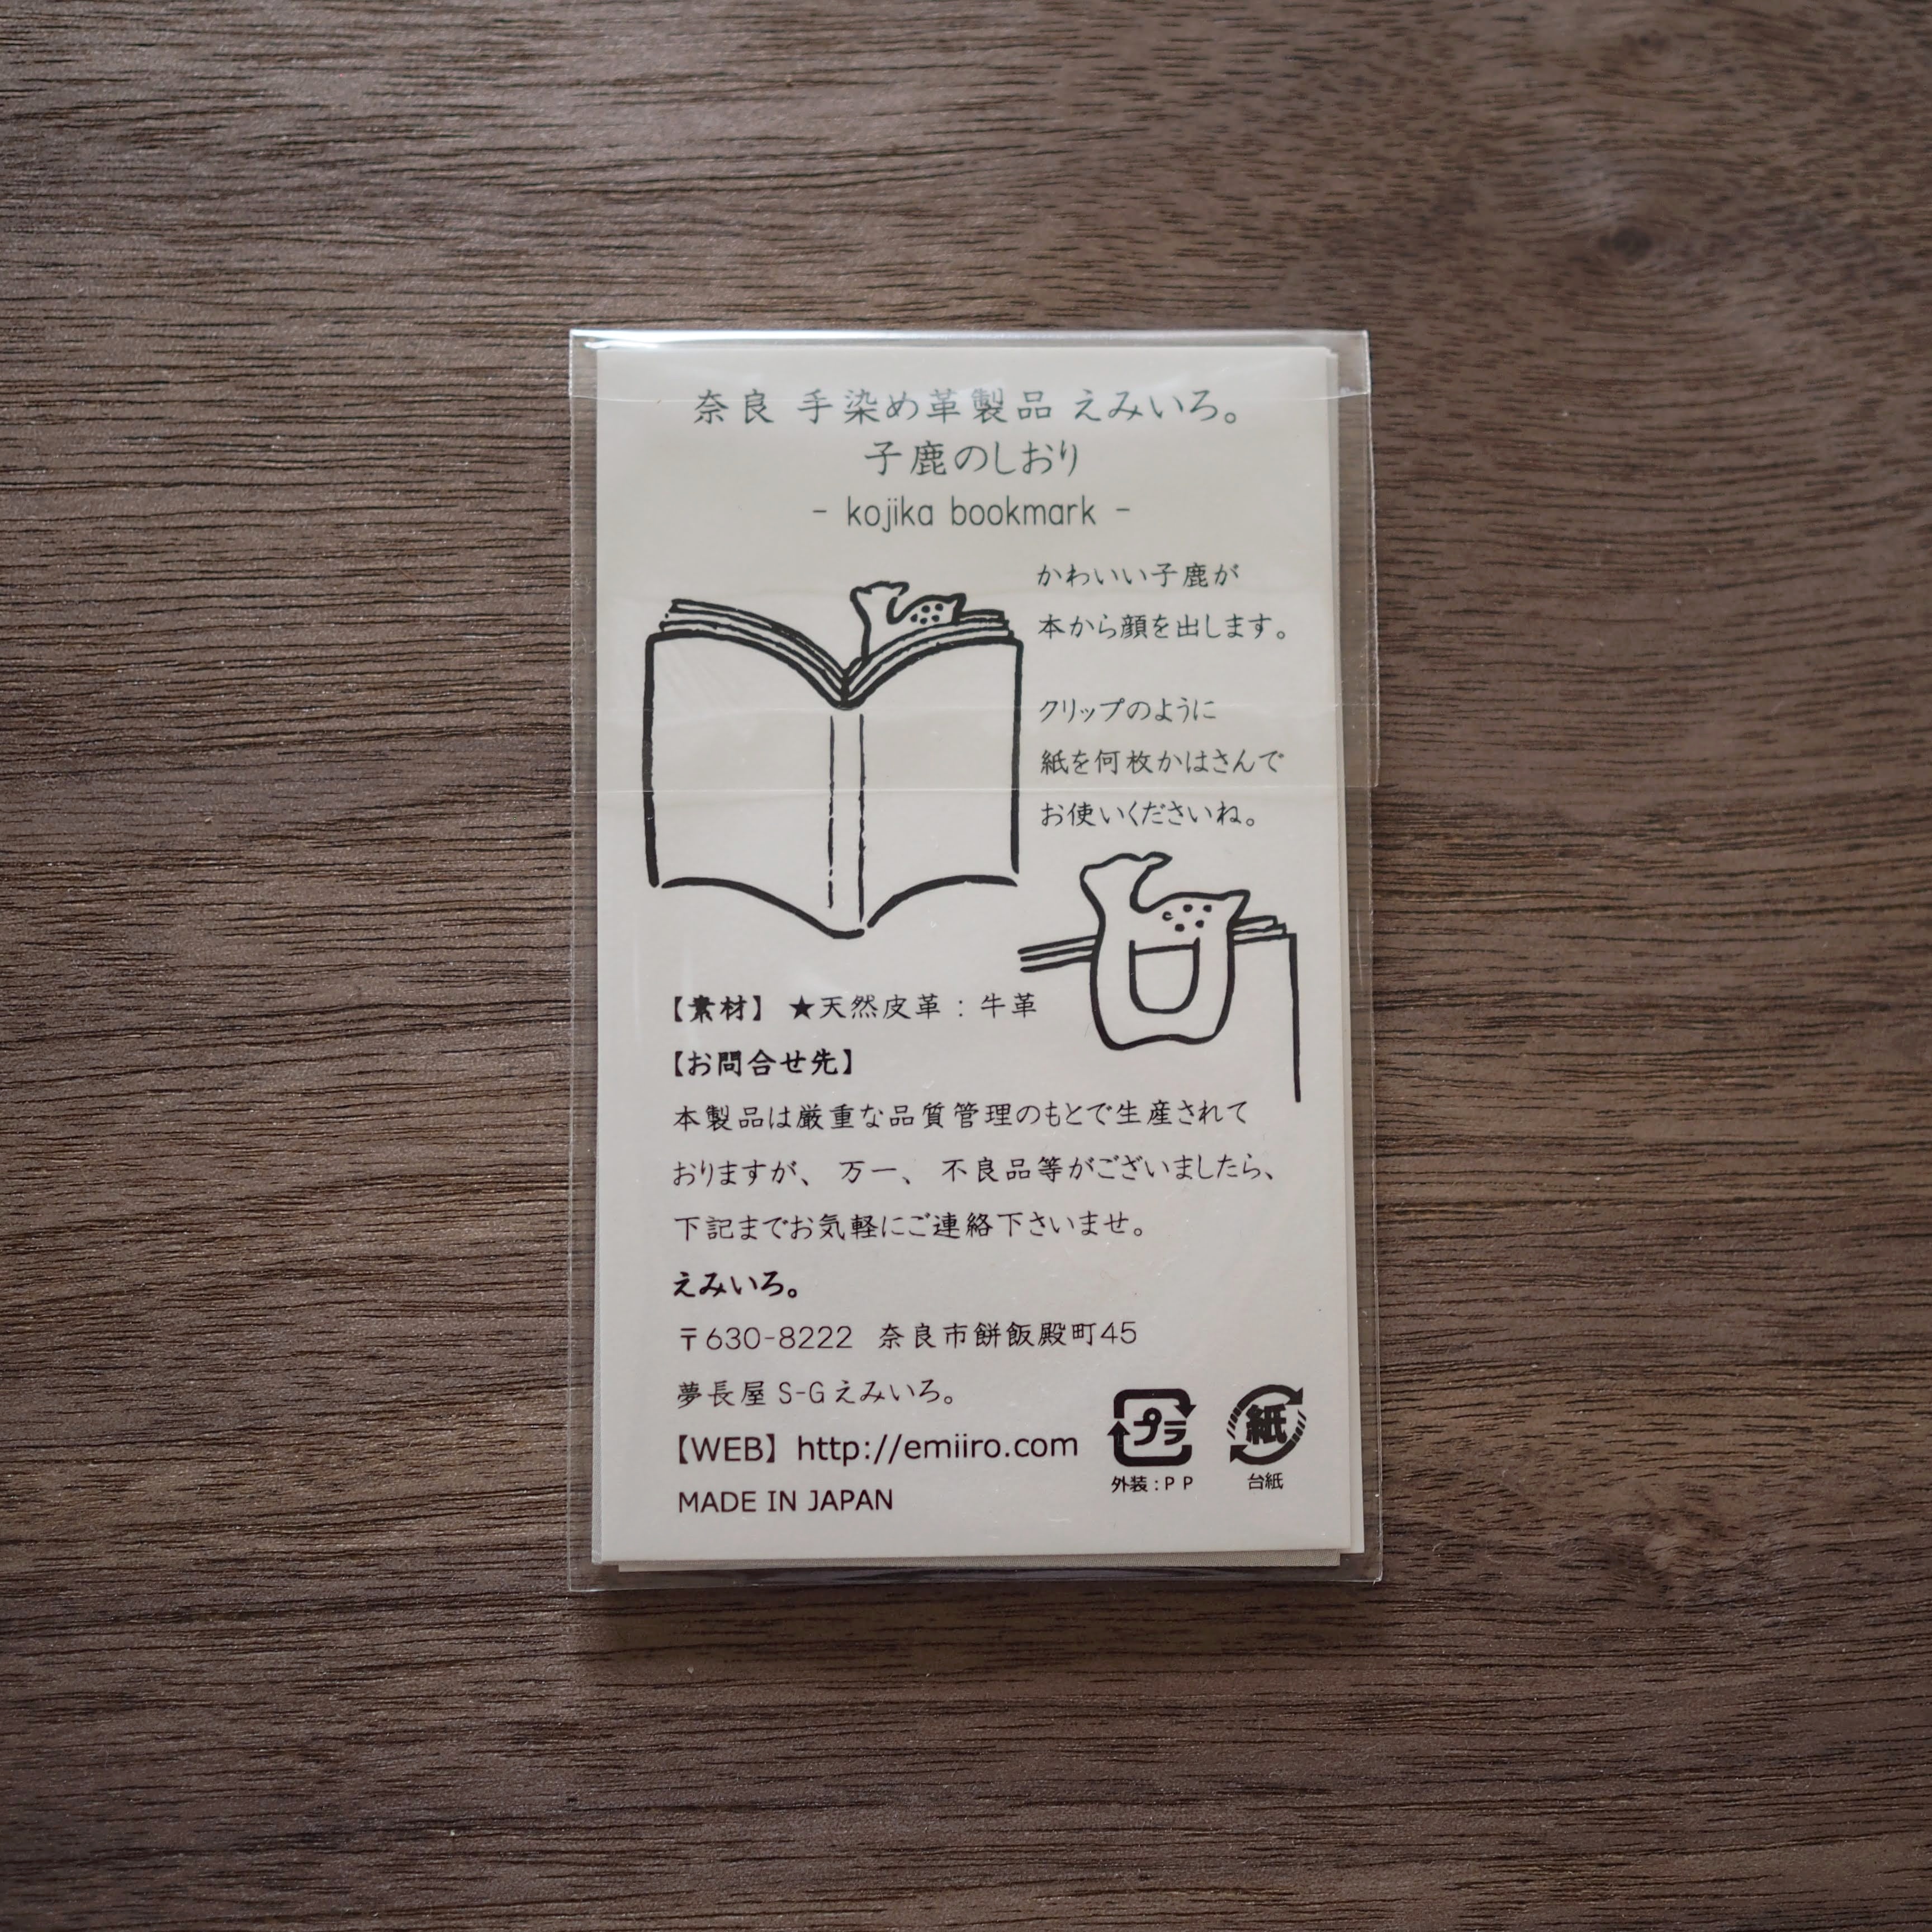 奈良 手染め革製品 えみいろ。
子鹿のしおり
- kojika bookmark -
かわいい子鹿が
本から顔を出します。
クリップのように
紙を何枚かはさんで
お使いくださいね。
【素材】 ★天然皮革：牛革
【お問合せ先】
本製品は厳重な品質管理のもとで生産されて
おりますが、万一、不良品等がございましたら、
下記までお気軽にご連絡下さいませ。
えみいろ。
〒630-8222 奈良市餅飯殿町45
夢長屋 S-Gえみいろ。
【WEB】http://emiiro.com
MADE IN JAPAN
プラ
外装：PP
紙
台紙